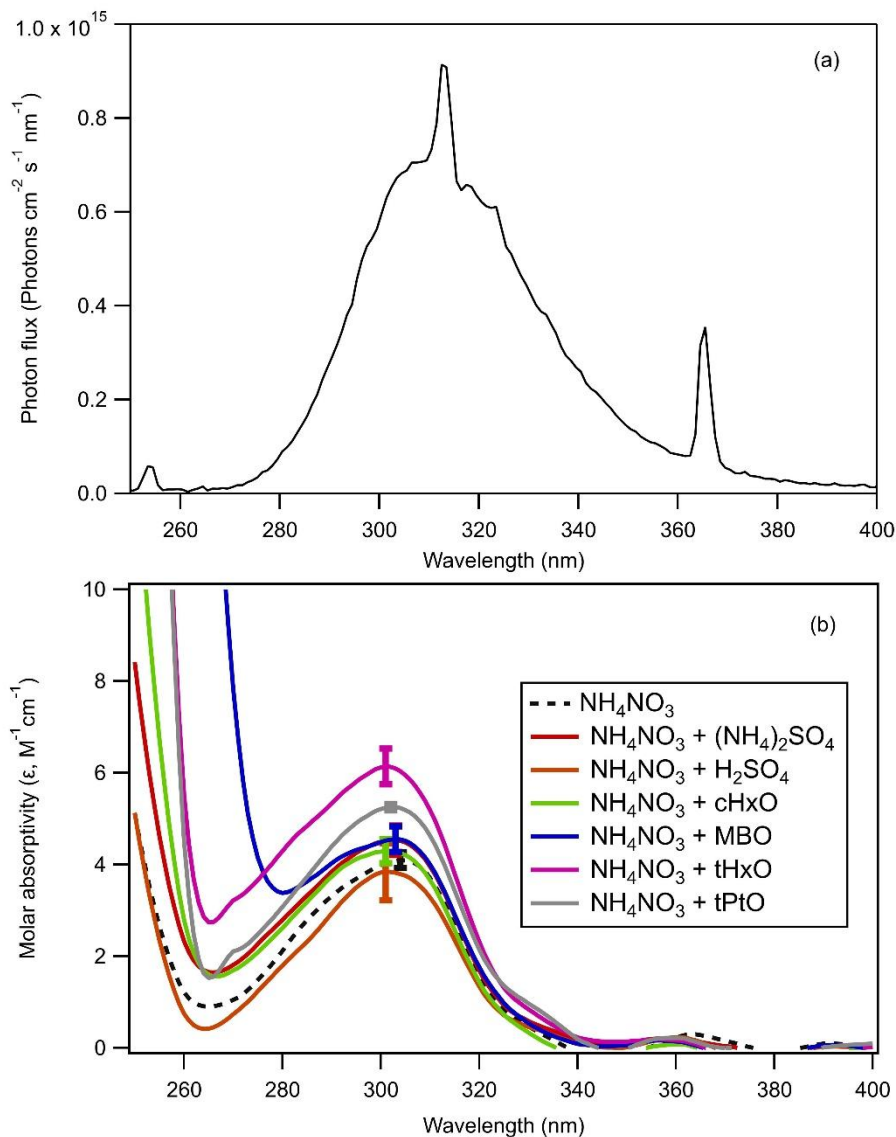 1.0 x 10¹⁵
(a)
0.8
0.6
0.4
0.2
0.0
Photon flux (Photons cm⁻² s⁻¹ nm⁻¹)
260 280 300 320 340 360 380 400
Wavelength (nm)
10
(b)
8
6
4
2
0
Molar absorptivity (ε, M⁻¹cm⁻¹)
NH₄NO₃
NH₄NO₃ + (NH₄)₂SO₄
NH₄NO₃ + H₂SO₄
NH₄NO₃ + cHxO
NH₄NO₃ + MBO
NH₄NO₃ + tHxO
NH₄NO₃ + tPtO
260 280 300 320 340 360 380 400
Wavelength (nm)